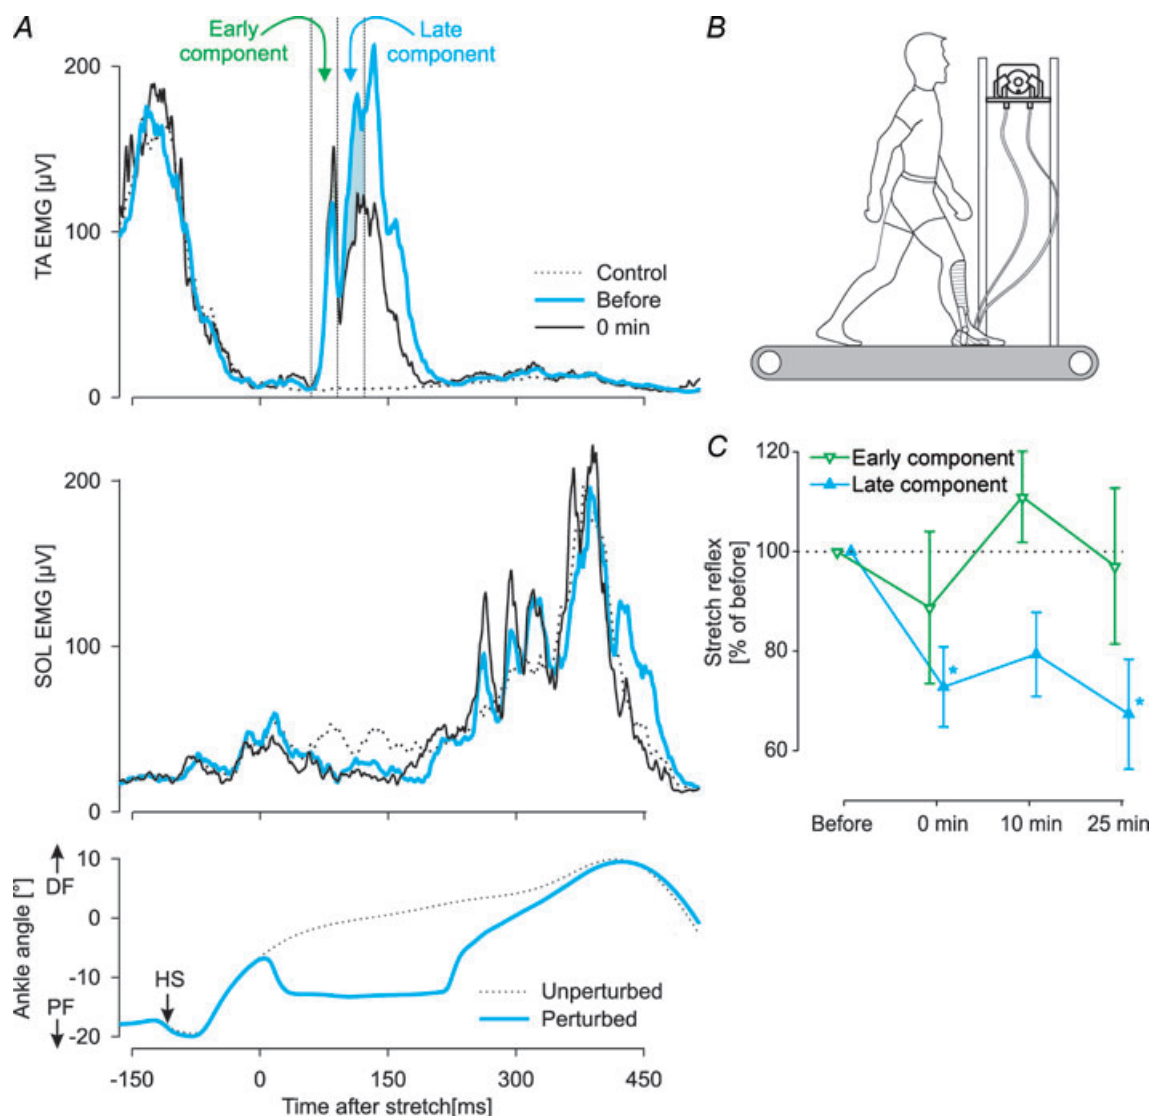 A
Early
component
Late
component
200
100
0
TA EMG [µV]
Control
Before
0 min
200
100
0
SOL EMG [µV]
10
0
-10
-20
DF
PF
Ankle angle [°]
HS
Unperturbed
Perturbed
-150
0
150
300
450
Time after stretch[ms]
B
C
Early component
Late component
120
100
80
60
Stretch reflex
[% of before]
*
*
Before
0 min
10 min
25 min